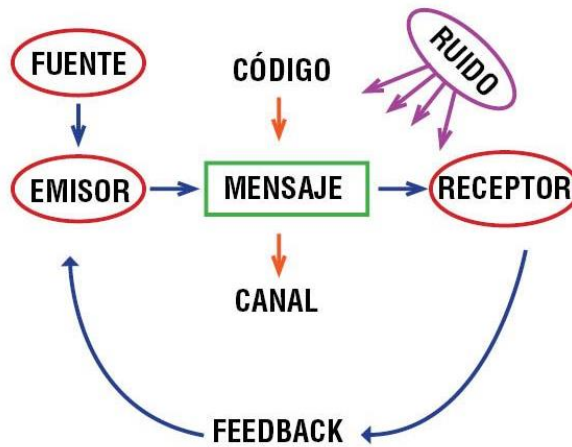 FUENTE
CÓDIGO
RUIDO
EMISOR
MENSAJE
RECEPTOR
CANAL
FEEDBACK